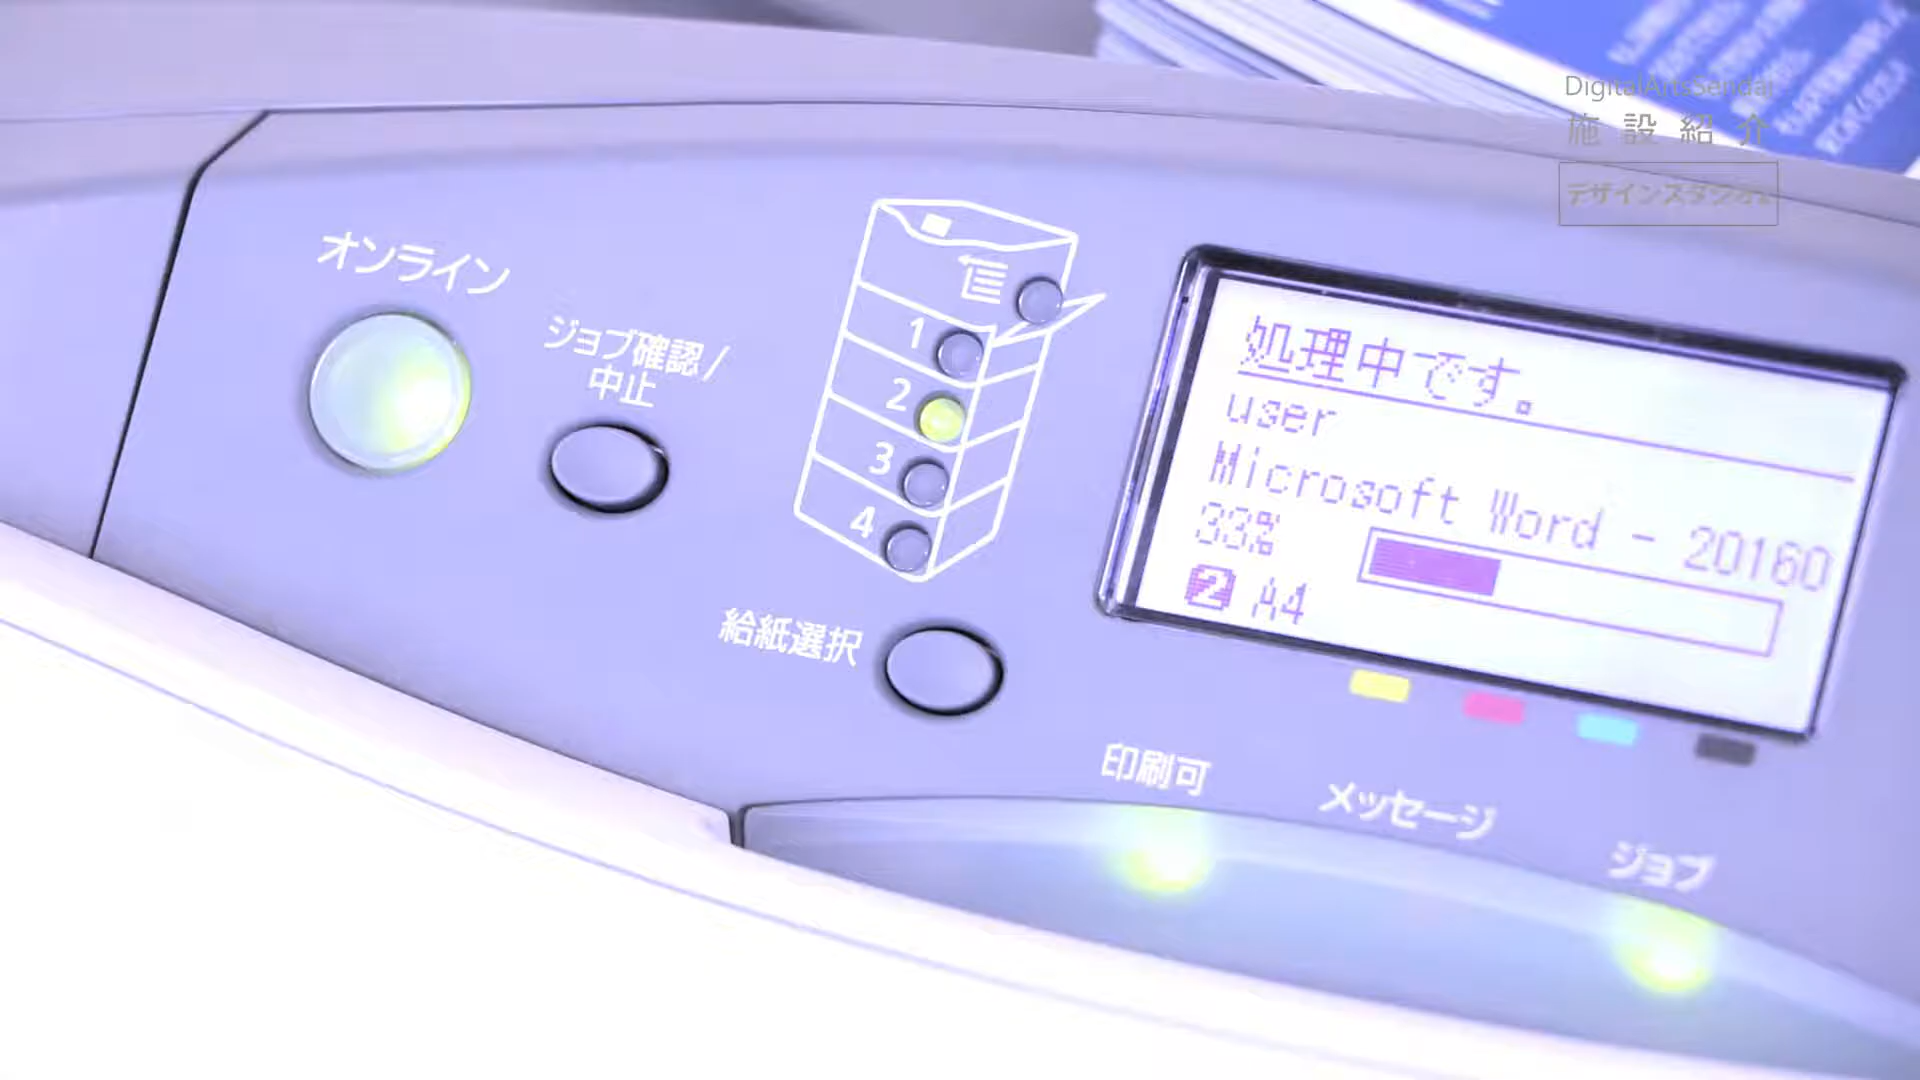 DigitalArtsSendai
施設紹介
オンライン
ジョブ確認/
中止
1
2
3
4
給紙選択
処理中です。
user
Microsoft Word - 20160
33%
2 A4
印刷可
メッセージ
ジョブ